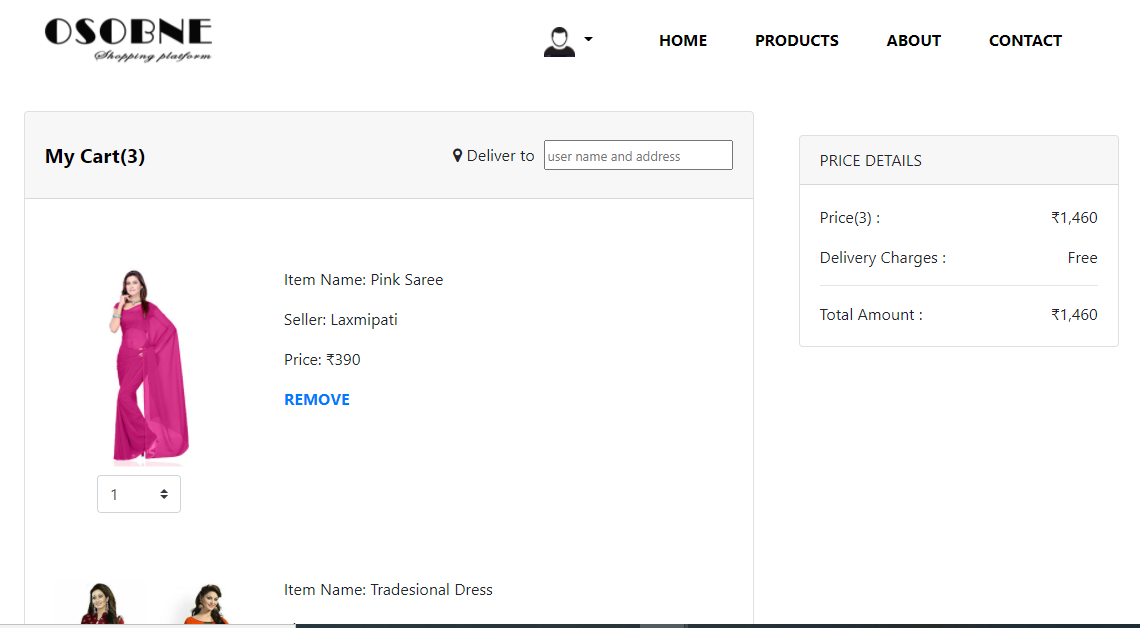 OSOBNE
Shopping platform
HOME PRODUCTS ABOUT CONTACT
My Cart(3)
Deliver to user name and address
Item Name: Pink Saree
Seller: Laxmipati
Price: ₹390
REMOVE
1
Item Name: Tradesional Dress
PRICE DETAILS
Price(3) : ₹1,460
Delivery Charges : Free
Total Amount : ₹1,460